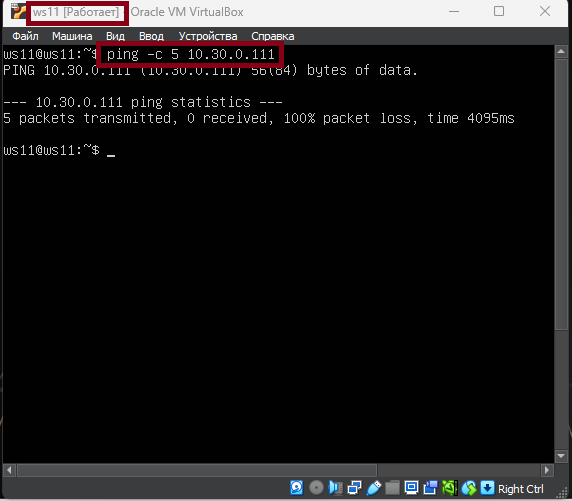 ws11 [Работает] - Oracle VM VirtualBox
Файл Машина Вид Ввод Устройства Справка
ws11@ws11:~$ ping -c 5 10.30.0.111
PING 10.30.0.111 (10.30.0.111) 56(84) bytes of data.
--- 10.30.0.111 ping statistics ---
5 packets transmitted, 0 received, 100% packet loss, time 4095ms
ws11@ws11:~$ _
Right Ctrl